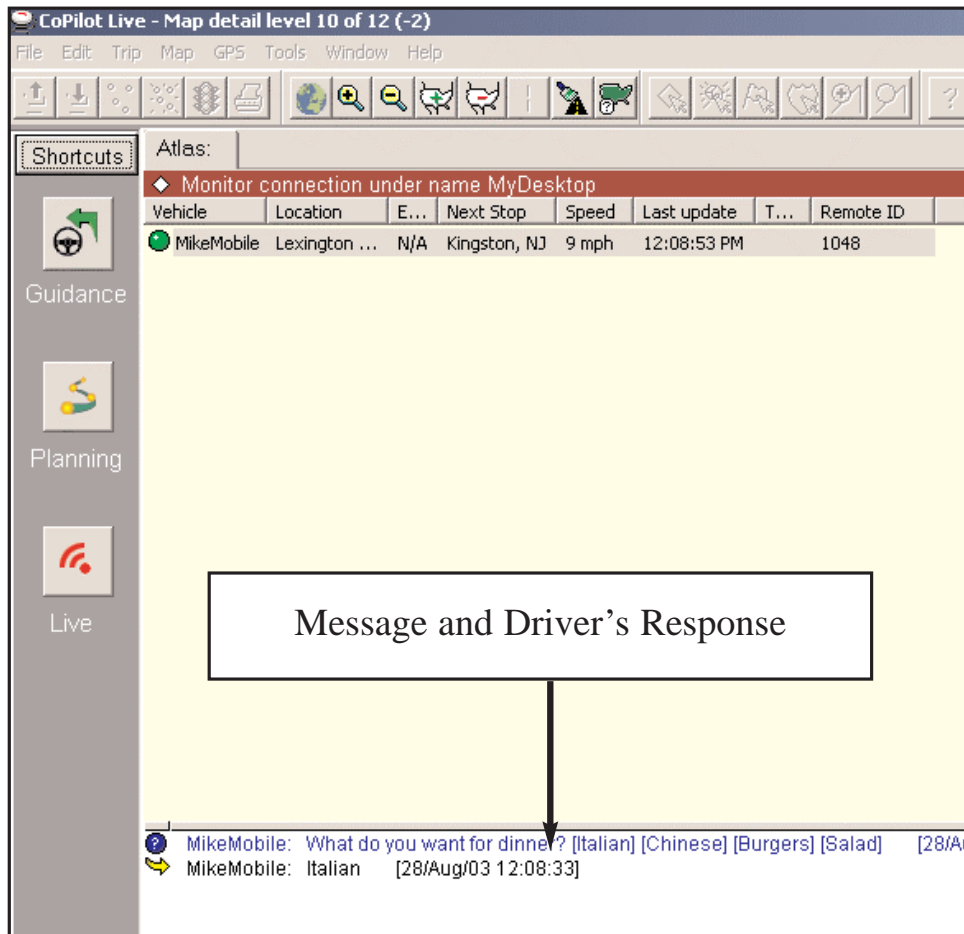 CoPilot Live - Map detail level 10 of 12 (-2)
File Edit Trip Map GPS Tools Window Help
Shortcuts
Atlas:
Monitor connection under name MyDesktop
Vehicle Location E... Next Stop Speed Last update T... Remote ID
MikeMobile Lexington ... N/A Kingston, NJ 9 mph 12:08:53 PM 1048
Guidance
Planning
Live
Message and Driver’s Response
MikeMobile: What do you want for dinner? [Italian] [Chinese] [Burgers] [Salad] [28/A
MikeMobile: Italian [28/Aug/03 12:08:33]